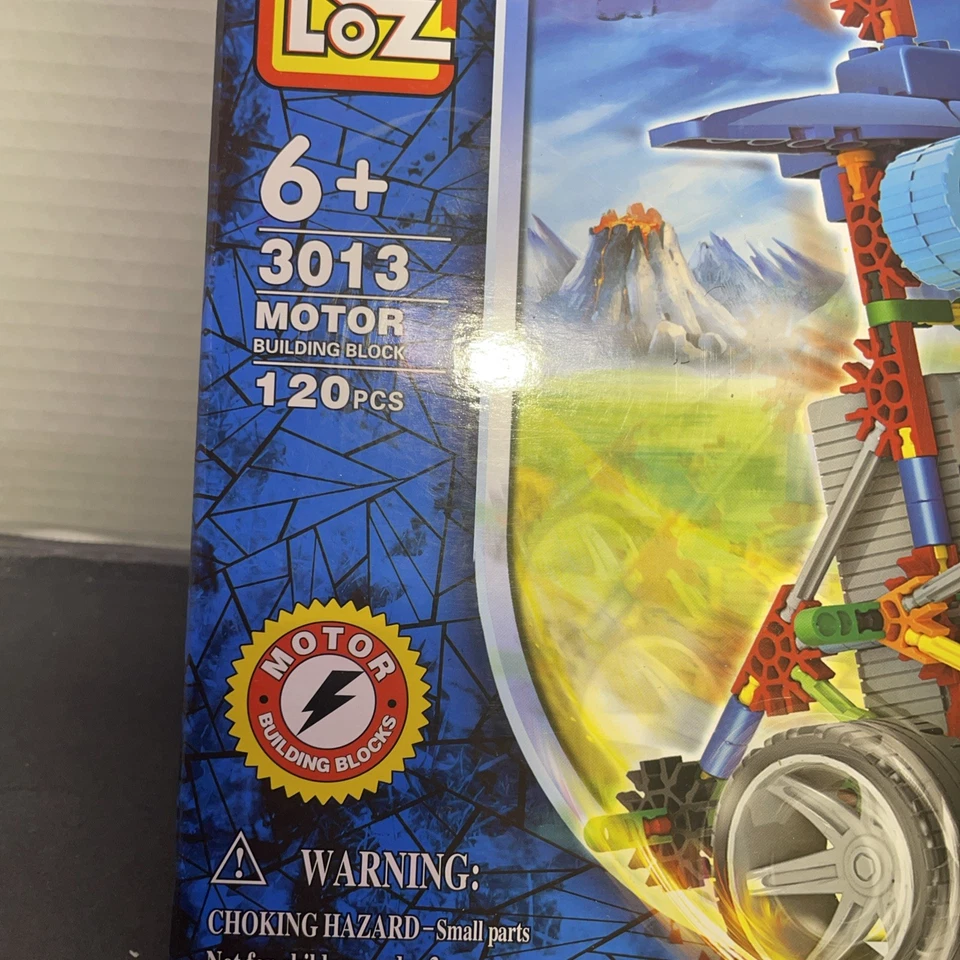 LOZ
6+
3013
MOTOR
BUILDING BLOCK
120PCS
MOTOR
BUILDING BLOCKS
WARNING:
CHOKING HAZARD-Small parts